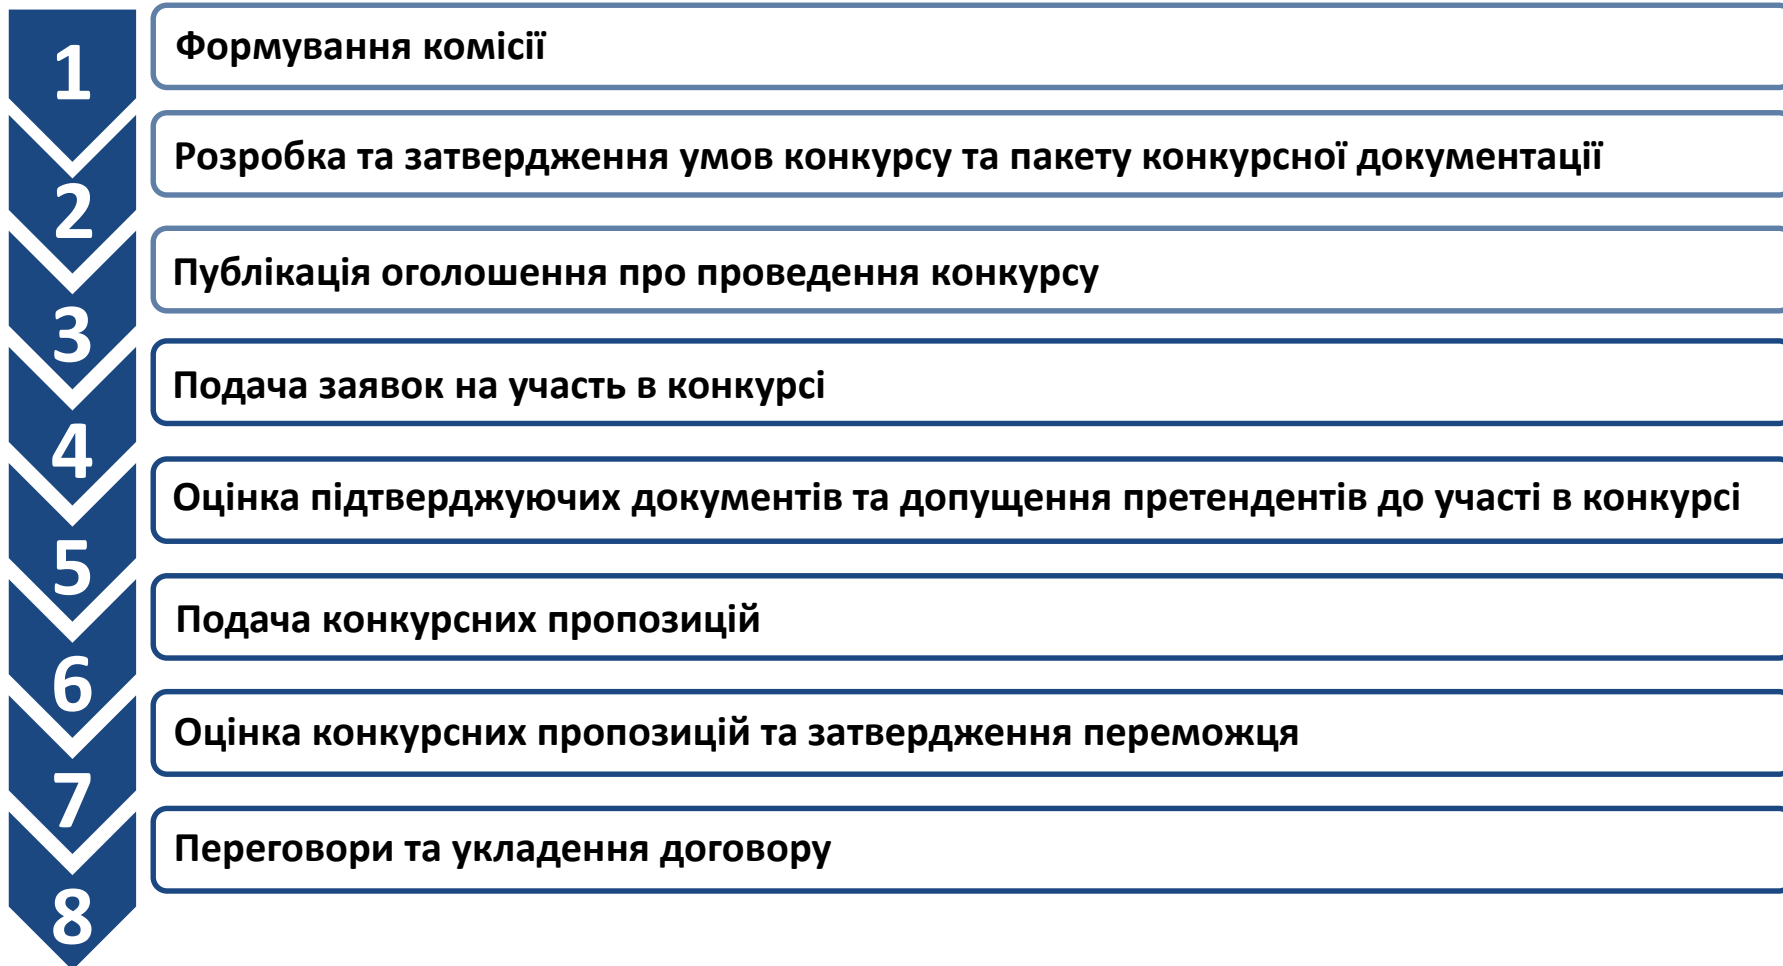 1
Формування комісії
2
Розробка та затвердження умов конкурсу та пакету конкурсної документації
3
Публікація оголошення про проведення конкурсу
4
Подача заявок на участь в конкурсі
5
Оцінка підтверджуючих документів та допущення претендентів до участі в конкурсі
6
Подача конкурсних пропозицій
7
Оцінка конкурсних пропозицій та затвердження переможця
8
Переговори та укладення договору